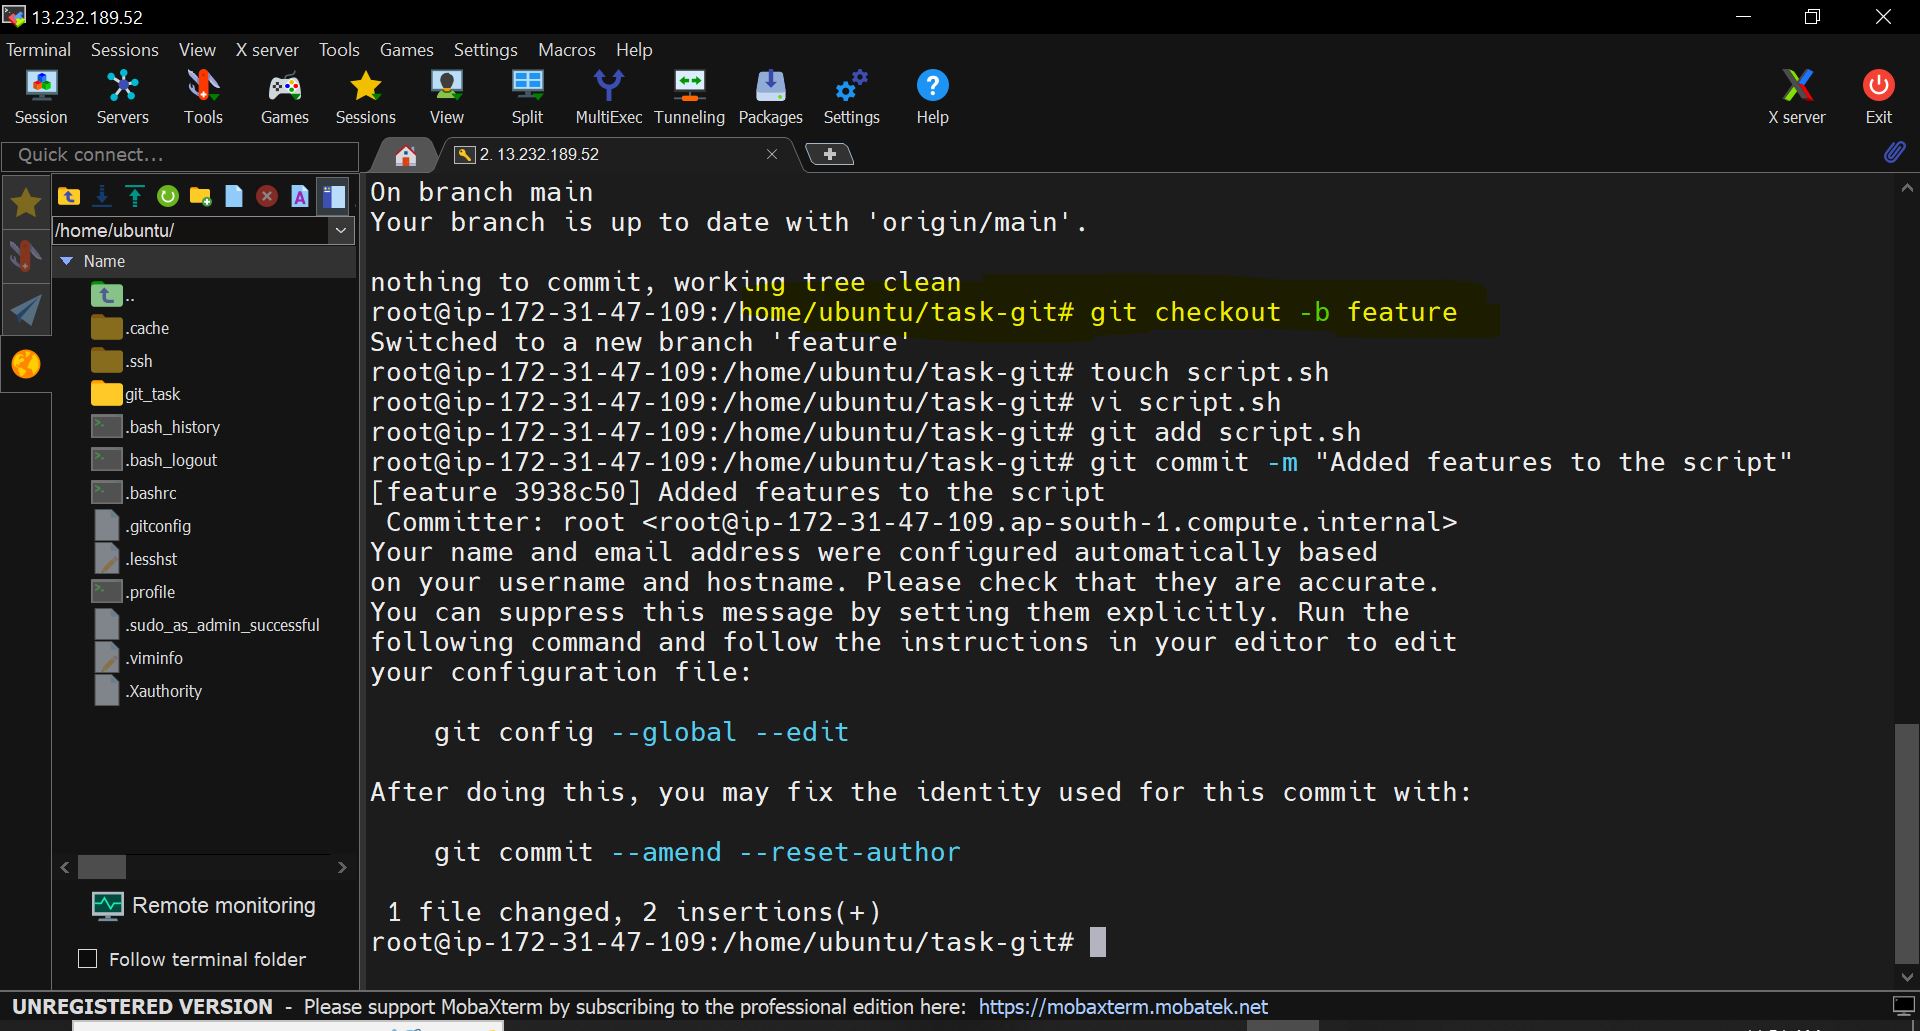 13.232.189.52
Terminal Sessions View X server Tools Games Settings Macros Help
Session Servers Tools Games Sessions View Split MultiExec Tunneling Packages Settings Help X server Exit
Quick connect...
2. 13.232.189.52
/home/ubuntu/
Name
..
.cache
.ssh
git_task
.bash_history
.bash_logout
.bashrc
.gitconfig
.lesshst
.profile
.sudo_as_admin_successful
.viminfo
.Xauthority
Remote monitoring
Follow terminal folder
On branch main
Your branch is up to date with 'origin/main'.
nothing to commit, working tree clean
root@ip-172-31-47-109:/home/ubuntu/task-git# git checkout -b feature
Switched to a new branch 'feature'
root@ip-172-31-47-109:/home/ubuntu/task-git# touch script.sh
root@ip-172-31-47-109:/home/ubuntu/task-git# vi script.sh
root@ip-172-31-47-109:/home/ubuntu/task-git# git add script.sh
root@ip-172-31-47-109:/home/ubuntu/task-git# git commit -m "Added features to the script"
[feature 3938c50] Added features to the script
Committer: root <root@ip-172-31-47-109.ap-south-1.compute.internal>
Your name and email address were configured automatically based
on your username and hostname. Please check that they are accurate.
You can suppress this message by setting them explicitly. Run the
following command and follow the instructions in your editor to edit
your configuration file:
git config --global --edit
After doing this, you may fix the identity used for this commit with:
git commit --amend --reset-author
1 file changed, 2 insertions(+)
root@ip-172-31-47-109:/home/ubuntu/task-git#
UNREGISTERED VERSION - Please support MobaXterm by subscribing to the professional edition here: https://mobaxterm.mobatek.net